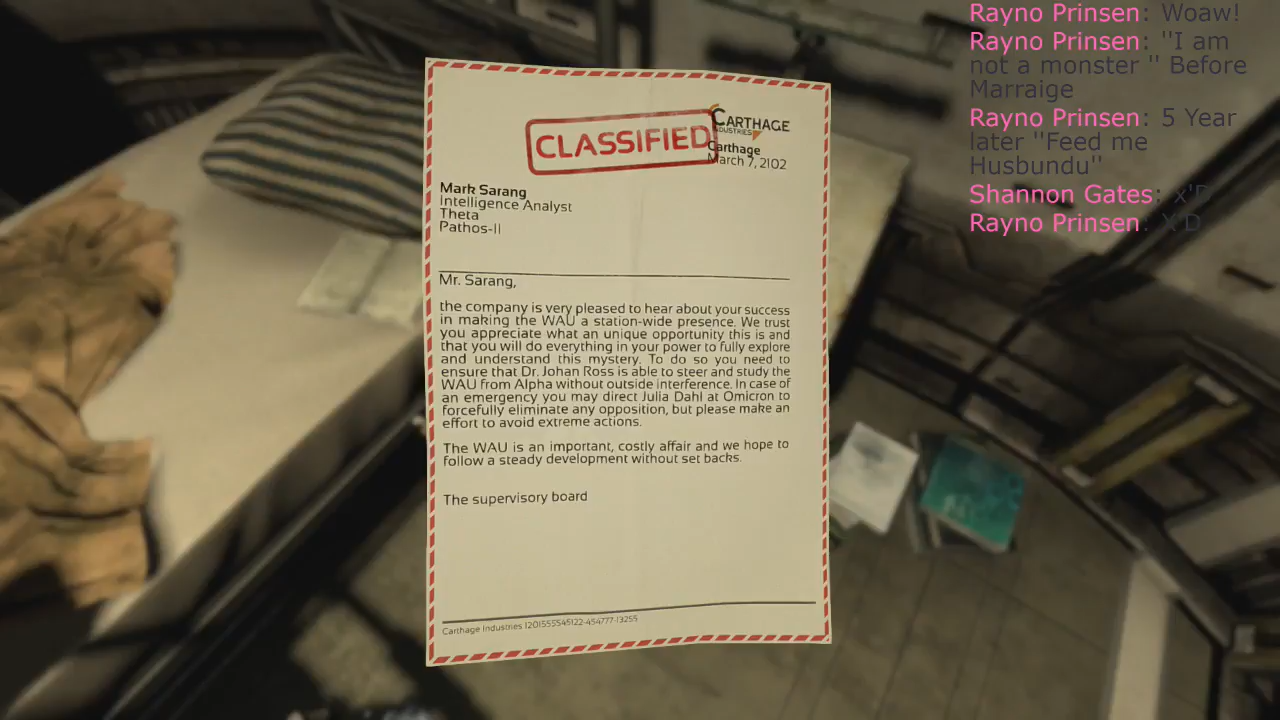 Rayno Prinsen: Woaw!
Rayno Prinsen: "I am
not a monster " Before
Marraige
Rayno Prinsen: 5 Year
later "Feed me
Husbundu"
Shannon Gates: x'D
Rayno Prinsen: X'D
CLASSIFIED
CARTHAGE
INDUSTRIES
Carthage
March 7, 2102
Mark Sarang
Intelligence Analyst
Theta
Pathos-II
Mr. Sarang,
the company is very pleased to hear about your success
in making the WAU a station-wide presence. We trust
you appreciate what an unique opportunity this is and
that you will do everything in your power to fully explore
and understand this mystery. To do so you need to
ensure that Dr. Johan Ross is able to steer and study the
WAU from Alpha without outside interference. In case of
an emergency you may direct Julia Dahl at Omicron to
forcefully eliminate any opposition, but please make an
effort to avoid extreme actions.
The WAU is an important, costly affair and we hope to
follow a steady development without set backs.
The supervisory board
Carthage Industries 1201555545122-454777-13255